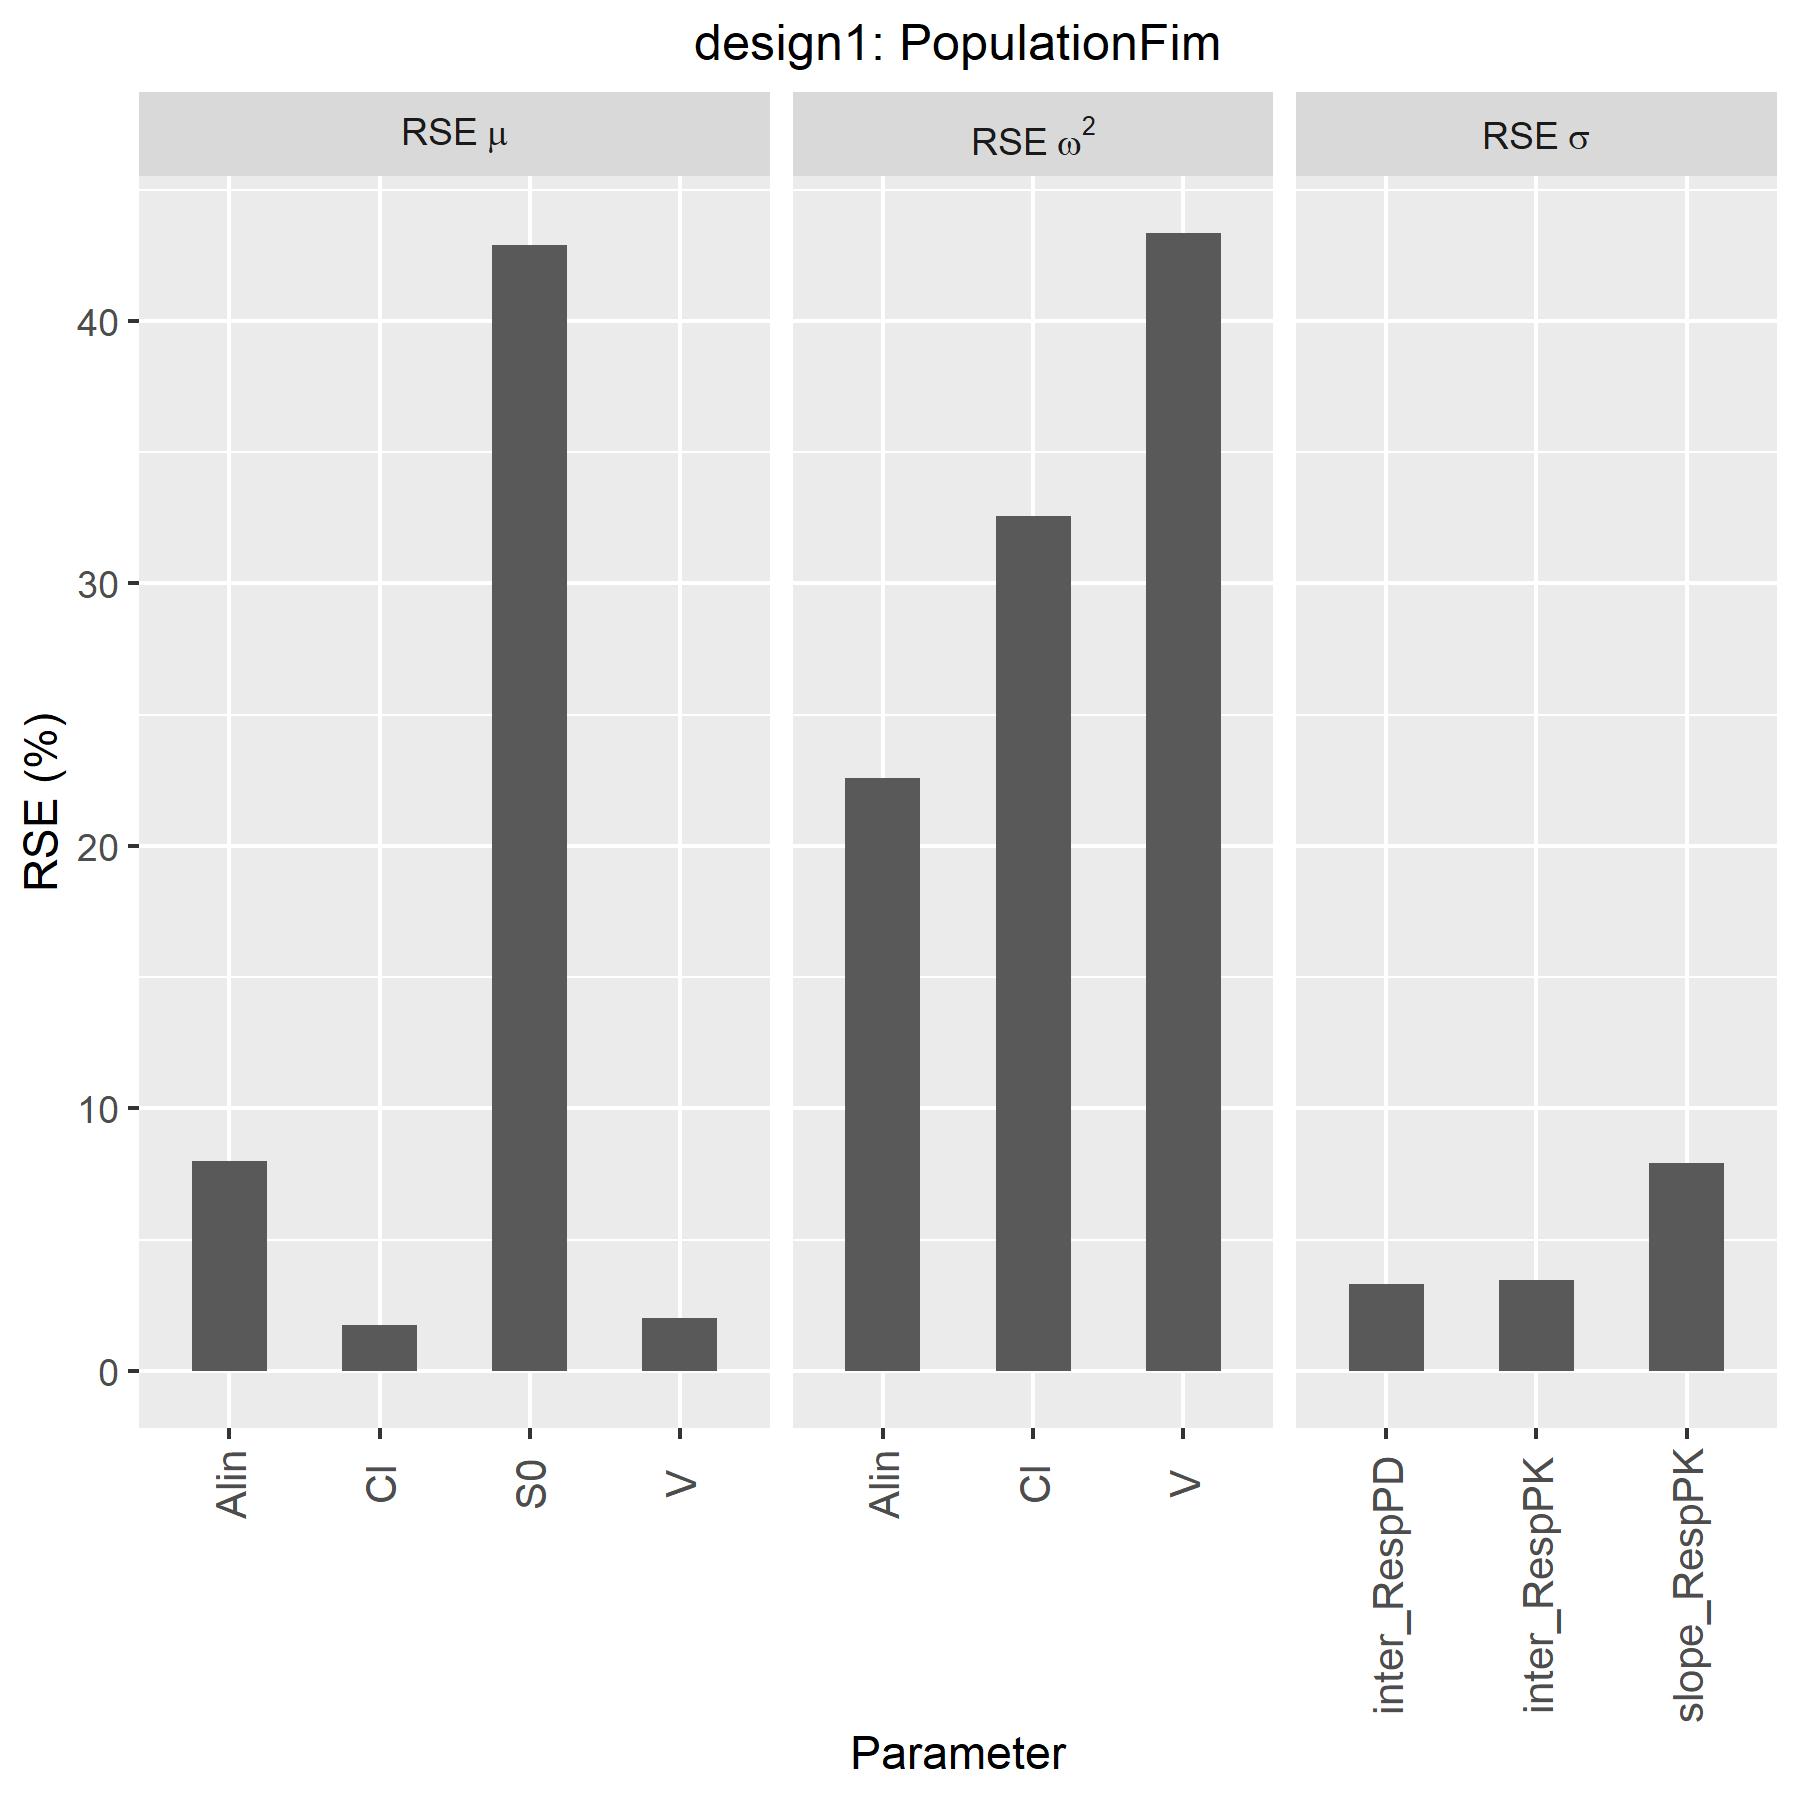 design1: PopulationFim
RSE μ
RSE ω²
RSE σ
RSE (%)
40
30
20
10
0
Alin
Cl
S0
V
Alin
Cl
V
inter_RespPD
inter_RespPK
slope_RespPK
Parameter